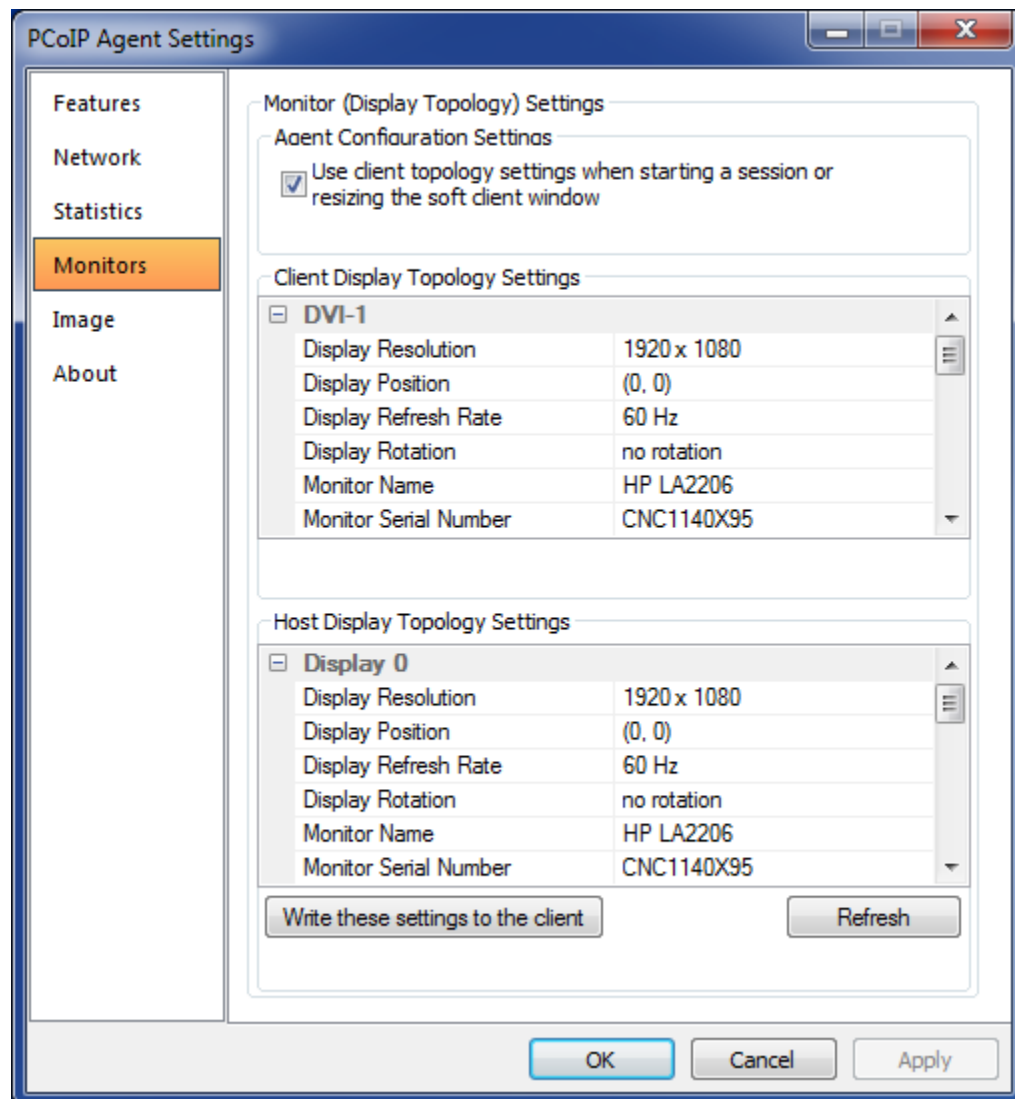 PCoIP Agent Settings
Features
Network
Statistics
Monitors
Image
About
Monitor (Display Topology) Settings
Agent Configuration Settings
Use client topology settings when starting a session or
resizing the soft client window
Client Display Topology Settings
DVI-1
Display Resolution 1920 x 1080
Display Position (0, 0)
Display Refresh Rate 60 Hz
Display Rotation no rotation
Monitor Name HP LA2206
Monitor Serial Number CNC1140X95
Host Display Topology Settings
Display 0
Display Resolution 1920 x 1080
Display Position (0, 0)
Display Refresh Rate 60 Hz
Display Rotation no rotation
Monitor Name HP LA2206
Monitor Serial Number CNC1140X95
Write these settings to the client Refresh
OK Cancel Apply